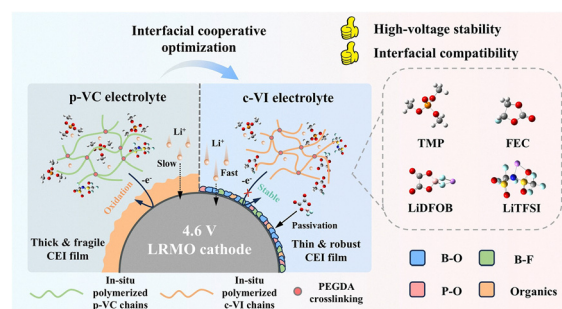 Interfacial cooperative
optimization
High-voltage stability
Interfacial compatibility
p-VC electrolyte
c-VI electrolyte
Li⁺
Slow
Li⁺
Fast
-e⁻
Oxidation
-e⁻
Stable
Passivation
Thick & fragile
CEI film
4.6 V
LRMO cathode
Thin & robust
CEI film
TMP
FEC
LiDFOB
LiTFSI
B-O
B-F
P-O
Organics
In-situ
polymerized
p-VC chains
In-situ
polymerized
c-VI chains
PEGDA
crosslinking